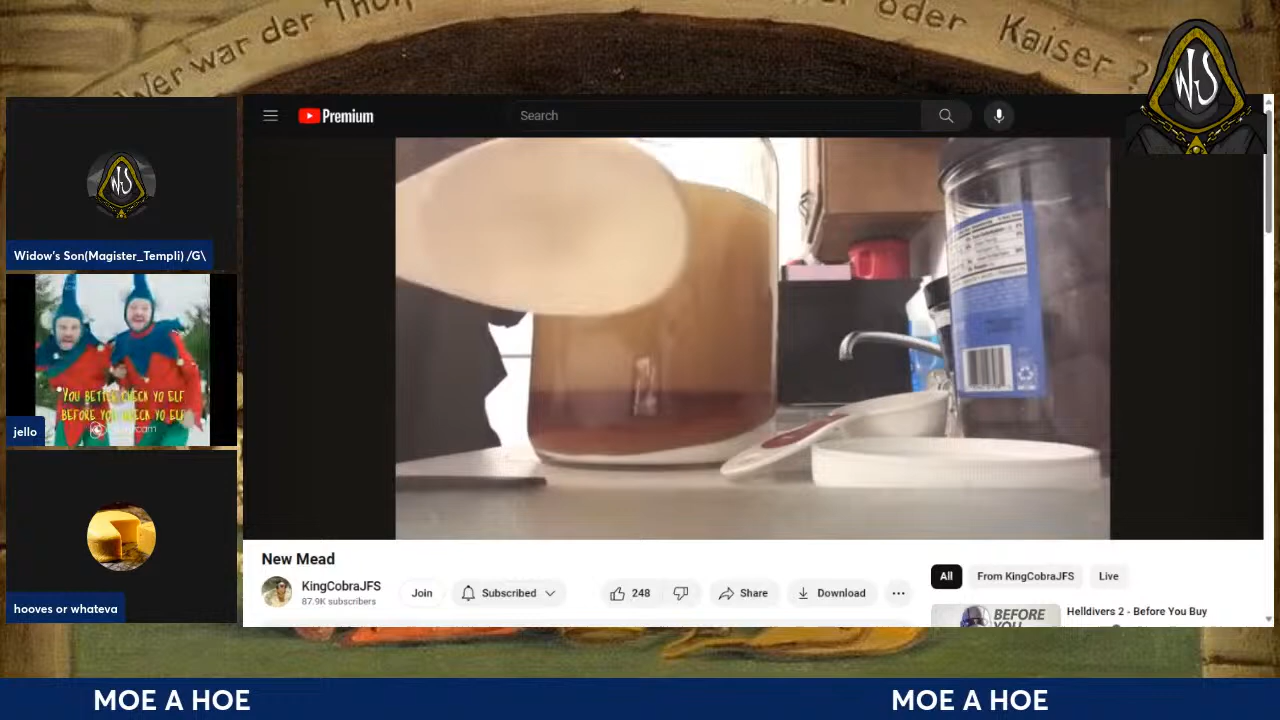 Wer war der Thor, oder Kaiser ?
WS
Premium
Search
WS
Widow's Son(Magister_Templi) /G\
YOU BETTER CHECK YO ELF
BEFORE YOU WRECK YO ELF
jello
hooves or whateva
New Mead
KingCobraJFS
87.9K subscribers
Join
Subscribed
248
Share
Download
All
From KingCobraJFS
Live
BEFORE
YOU
Helldivers 2 - Before You Buy
MOE A HOE
MOE A HOE